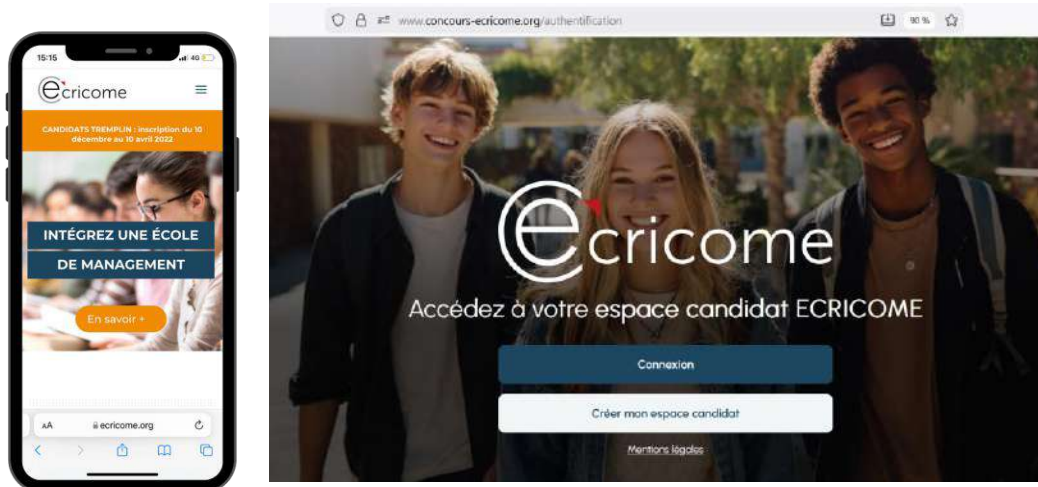 15:15
4G
ecricome
CANDIDATS TREMPLIN : inscription du 10
décembre au 10 avril 2022
INTÉGREZ UNE ÉCOLE
DE MANAGEMENT
En savoir +
AA
ecricome.org
www.concours-ecricome.org/authentification
90 %
ecricome
Accédez à votre espace candidat ECRICOME
Connexion
Créer mon espace candidat
Mentions légales